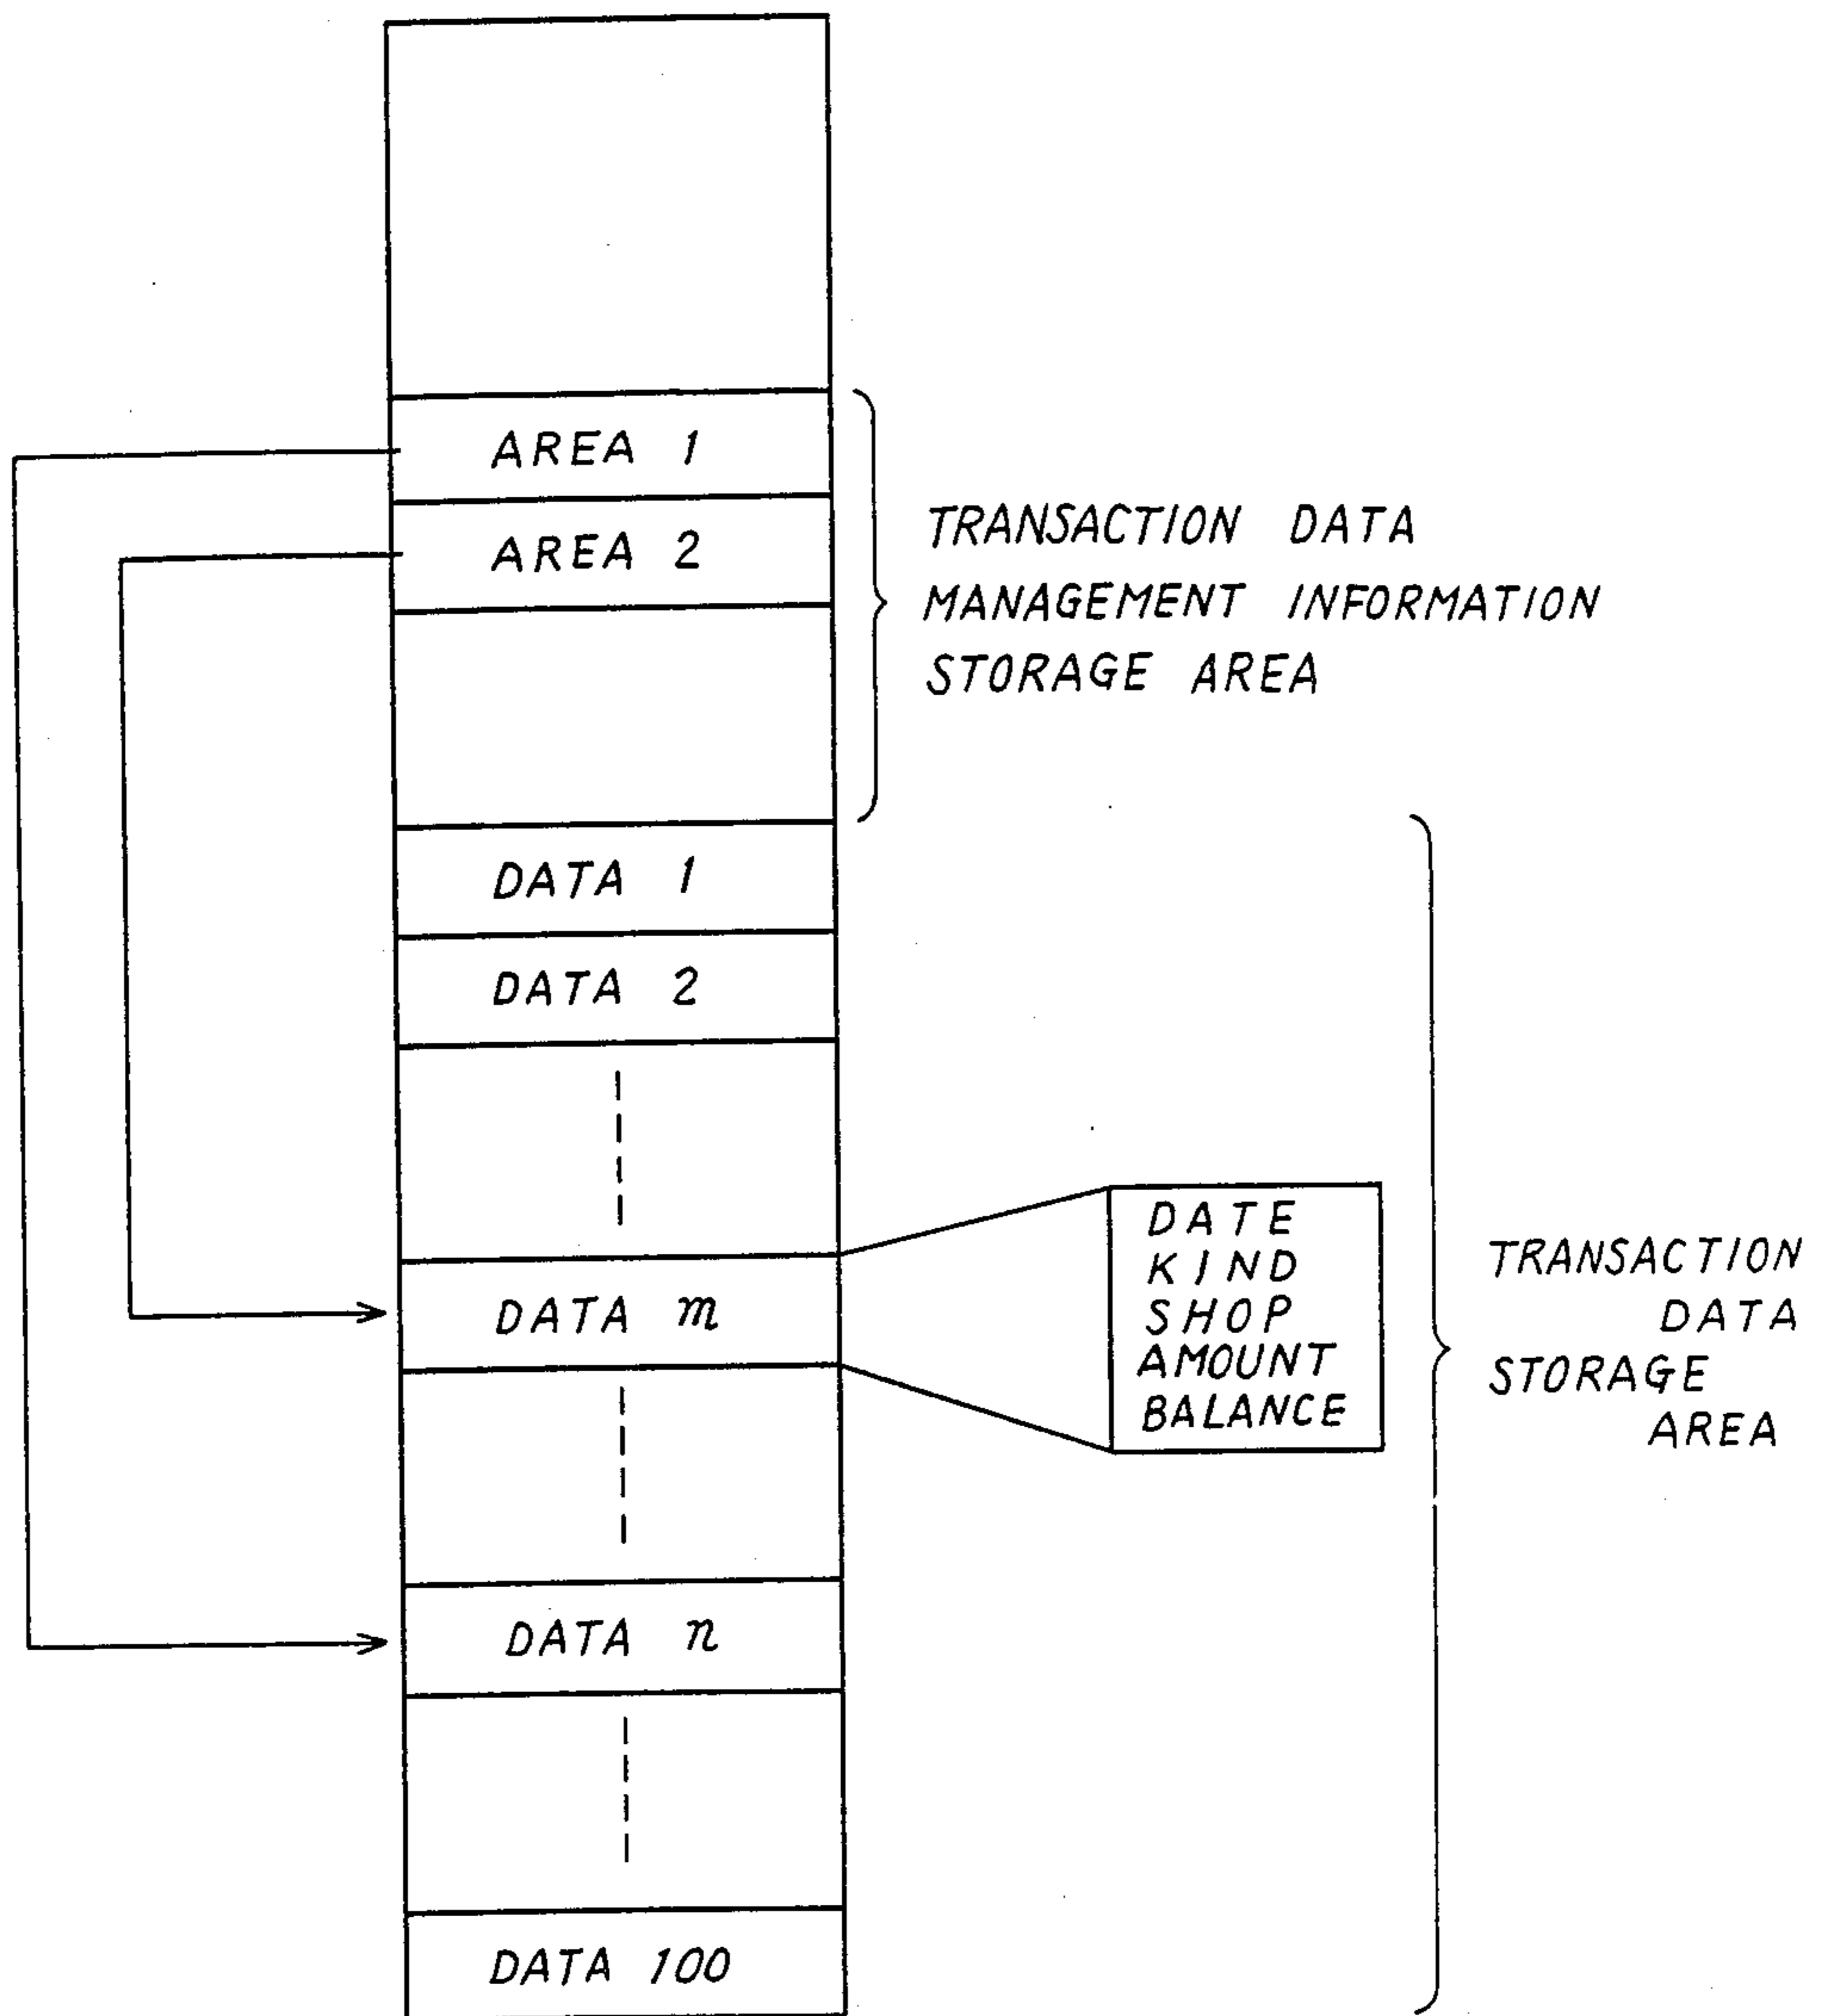 AREA 1
AREA 2
TRANSACTION DATA
MANAGEMENT INFORMATION
STORAGE AREA
DATA 1
DATA 2
DATA m
DATE
KIND
SHOP
AMOUNT
BALANCE
TRANSACTION
DATA
STORAGE
AREA
DATA n
DATA 100